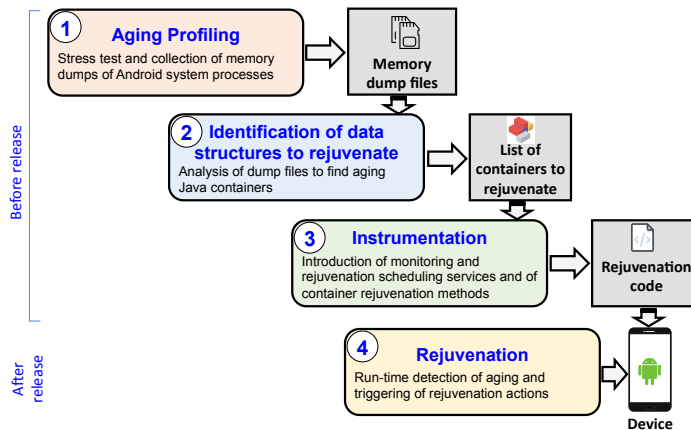 1
Aging Profiling
Stress test and collection of memory
dumps of Android system processes
Memory
dump files
2
Identification of data
structures to rejuvenate
Analysis of dump files to find aging
Java containers
List of
containers to
rejuvenate
3
Instrumentation
Introduction of monitoring and
rejuvenation scheduling services and of
container rejuvenation methods
</>
Rejuvenation
code
4
Rejuvenation
Run-time detection of aging and
triggering of rejuvenation actions
Device
Before release
After
release